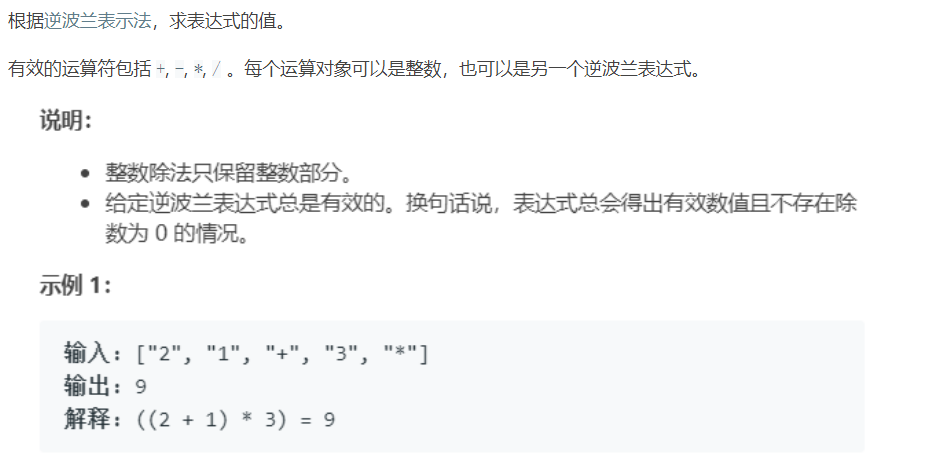 根据逆波兰表示法，求表达式的值。
有效的运算符包括 +, -, *, / 。每个运算对象可以是整数，也可以是另一个逆波兰表达式。
说明：
• 整数除法只保留整数部分。
• 给定逆波兰表达式总是有效的。换句话说，表达式总会得出有效数值且不存在除
数为 0 的情况。
示例 1：
输入：["2", "1", "+", "3", "*"]
输出：9
解释：((2 + 1) * 3) = 9